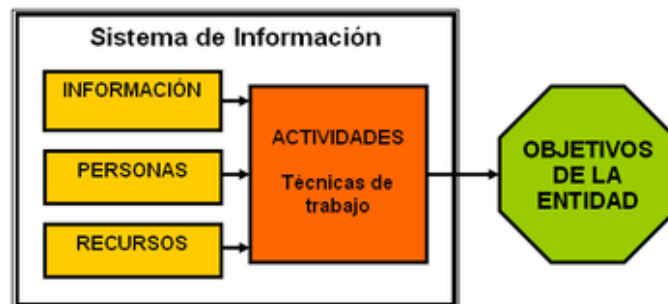 Sistema de Información
INFORMACIÓN
PERSONAS
RECURSOS
ACTIVIDADES
Técnicas de
trabajo
OBJETIVOS
DE LA
ENTIDAD